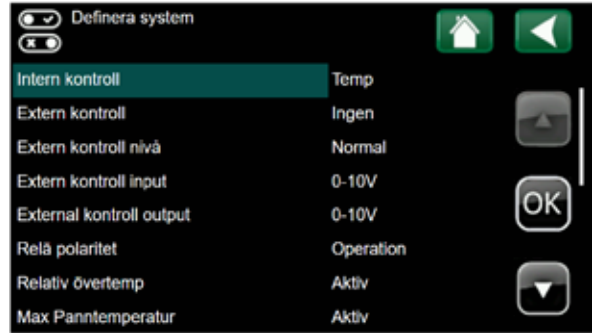 Definera system
Intern kontroll Temp
Extern kontroll Ingen
Extern kontroll nivå Normal
Extern kontroll input 0-10V
External kontroll output 0-10V
Relä polaritet Operation
Relativ övertemp Aktiv
Max Panntemperatur Aktiv
OK